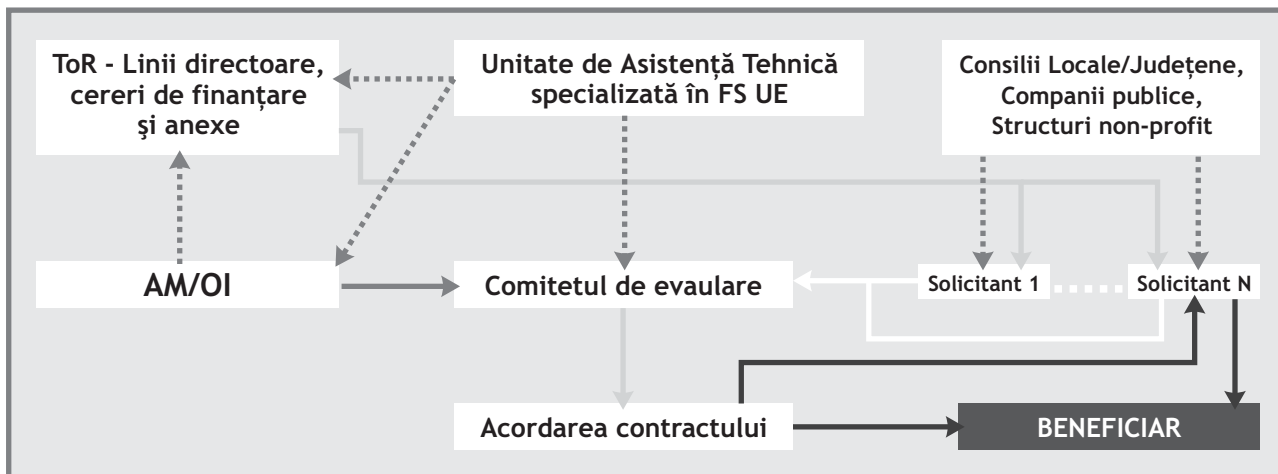 ToR - Linii directoare,
cereri de finanțare
şi anexe
Unitate de Asistență Tehnică
specializată în FS UE
Consilii Locale/Județene,
Companii publice,
Structuri non-profit
AM/OI
Comitetul de evaulare
Solicitant 1
Solicitant N
Acordarea contractului
BENEFICIAR